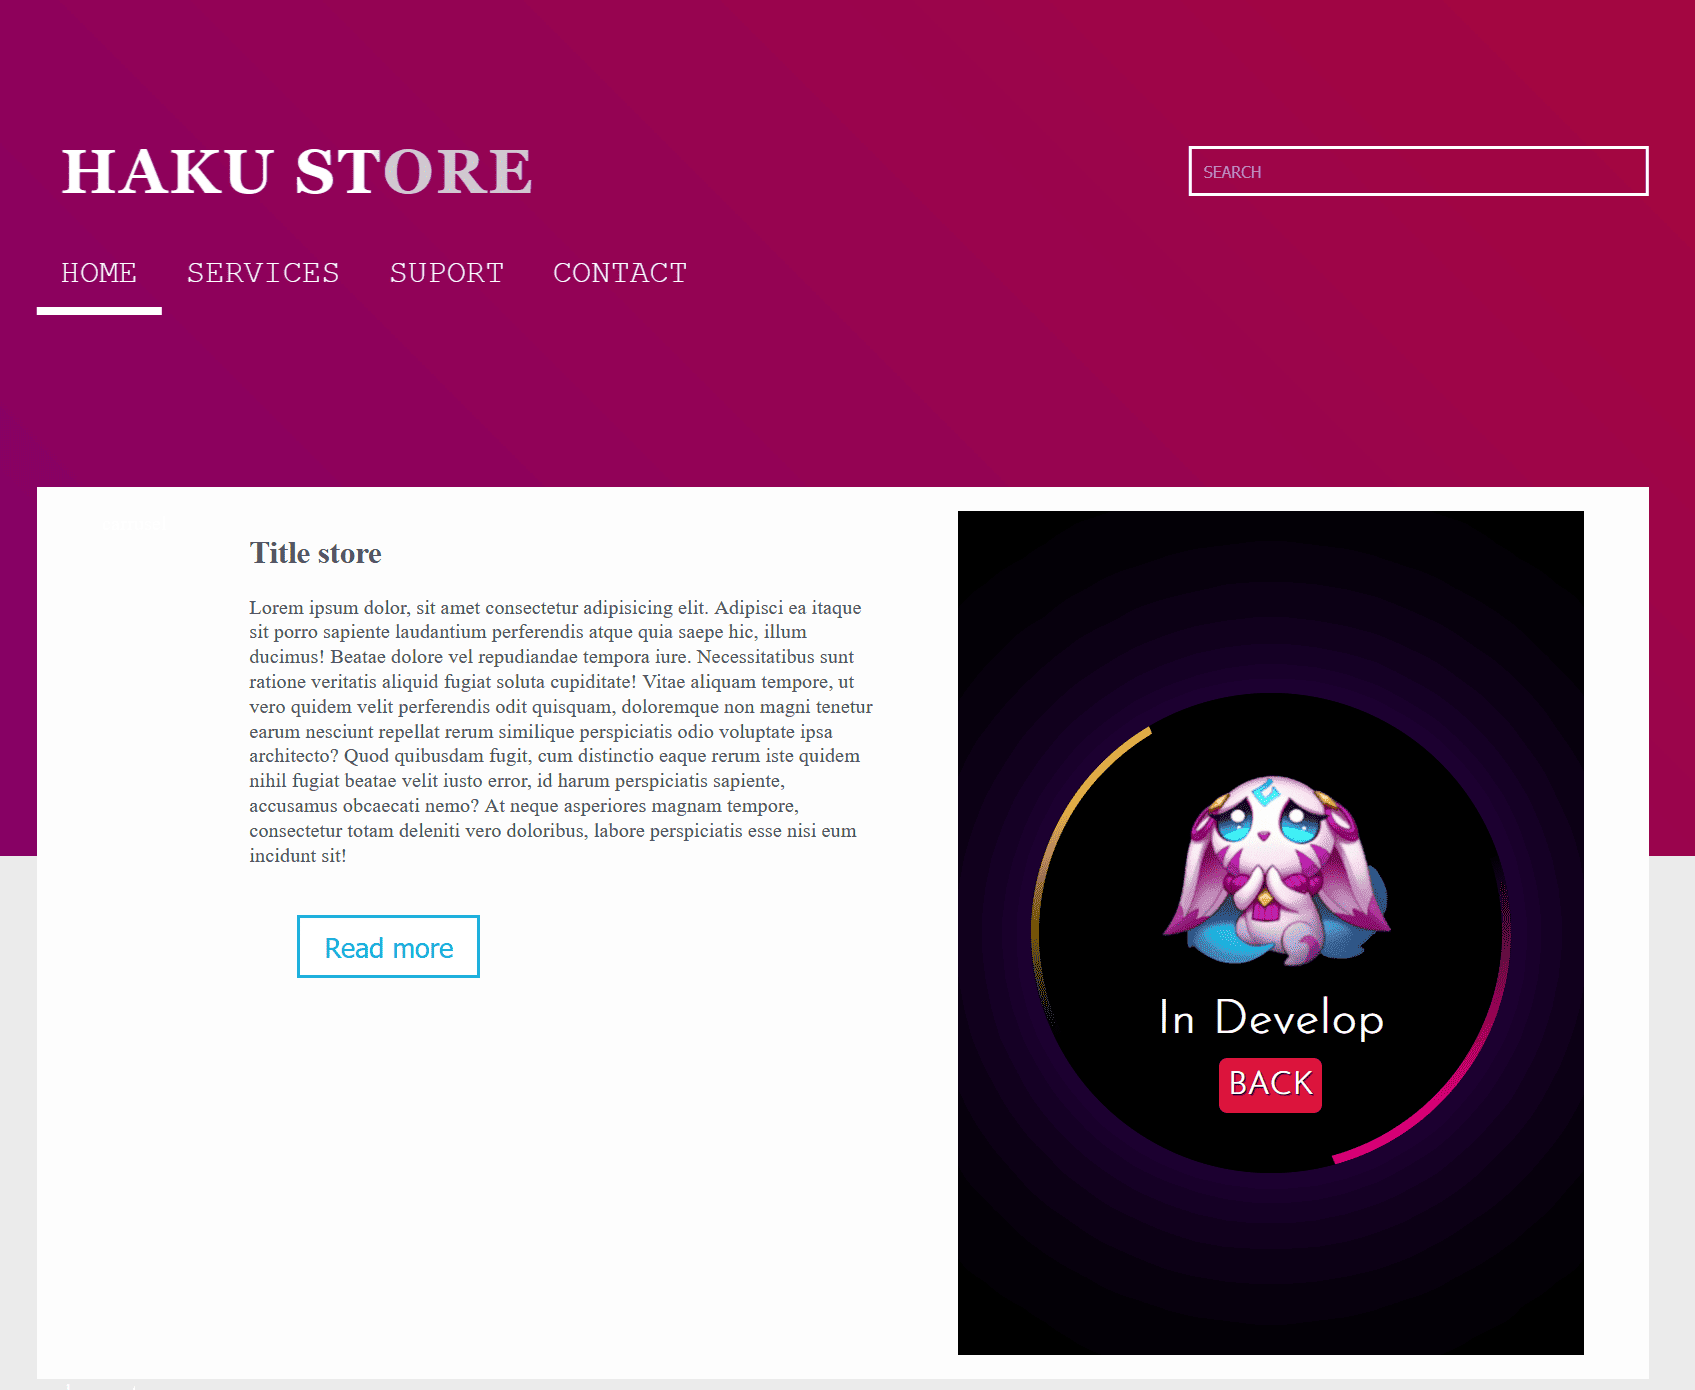 HAKU STORE
SEARCH
HOME SERVICES SUPORT CONTACT
Title store
Lorem ipsum dolor, sit amet consectetur adipisicing elit. Adipisci ea itaque
sit porro sapiente laudantium perferendis atque quia saepe hic, illum
ducimus! Beatae dolore vel repudiandae tempora iure. Necessitatibus sunt
ratione veritatis aliquid fugiat soluta cupiditate! Vitae aliquam tempore, ut
vero quidem velit perferendis odit quisquam, doloremque non magni tenetur
earum nesciunt repellat rerum similique perspiciatis odio voluptate ipsa
architecto? Quod quibusdam fugit, cum distinctio eaque rerum iste quidem
nihil fugiat beatae velit iusto error, id harum perspiciatis sapiente,
accusamus obcaecati nemo? At neque asperiores magnam tempore,
consectetur totam deleniti vero doloribus, labore perspiciatis esse nisi eum
incidunt sit!
Read more
In Develop
BACK